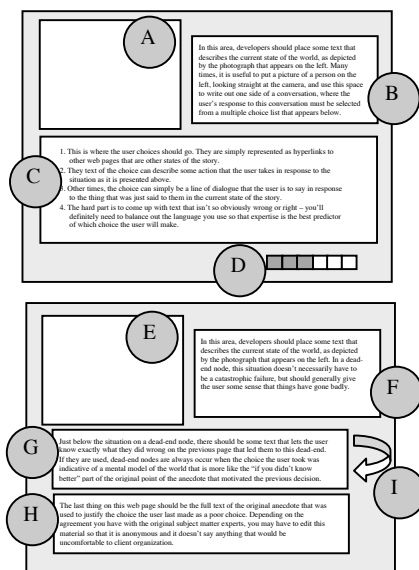 A
In this area, developers should place some text that
describes the current state of the world, as depicted
by the photograph that appears on the left. Many
times, it is useful to put a picture of a person on the
left, looking straight at the camera, and use this space
to write out one side of a conversation, where the
user's response to this conversation must be selected
from a multiple choice list that appears below.
B
C
1. This is where the user choices should go. They are simply represented as hyperlinks to
other web pages that are other states of the story.
2. They text of the choice can describe some action that the user takes in response to the
situation as it is presented above.
3. Other times, the choice can simply be a line of dialogue that the user is to say in response
to the thing that was just said to them in the current state of the story.
4. The hard part is to come up with text that isn't so obviously wrong or right – you'll
definitely need to balance out the language you use so that expertise is the best predictor
of which choice the user will make.
D
E
In this area, developers should place some text that
describes the current state of the world, as depicted
by the photograph that appears on the left. In a dead-
end node, this situation doesn't necessarily have to
be a catastrophic failure, but should generally give
the user some sense that things have gone badly.
F
G
Just below the situation on a dead-end node, there should be some text that lets the user
know exactly what they did wrong on the previous page that led them to this dead-end.
If they are used, dead-end nodes are always occur when the choice the user took was
indicative of a mental model of the world that is more like the "if you didn't know
better" part of the original point of the anecdote that motivated the previous decision.
I
H
The last thing on this web page should be the full text of the original anecdote that was
used to justify the choice the user last made as a poor choice. Depending on the
agreement you have with the original subject matter experts, you may have to edit this
material so that it is anonymous and it doesn't say anything that would be
uncomfortable to client organization.